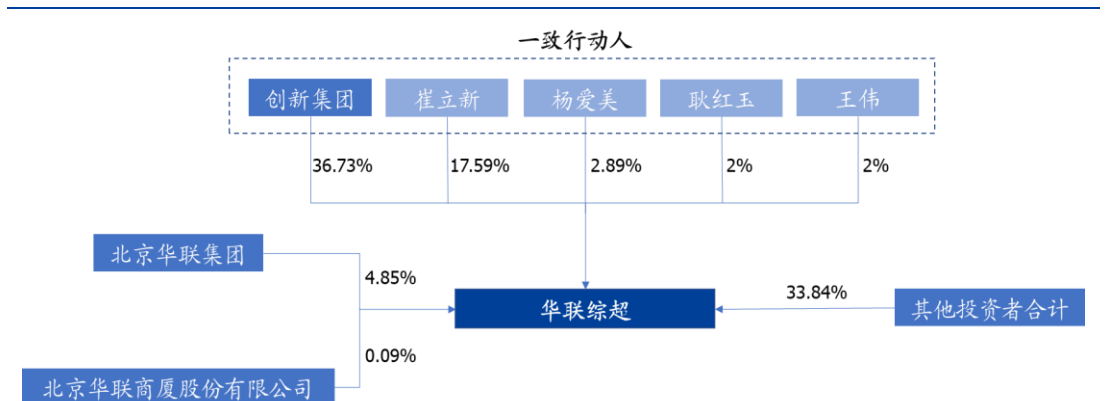 一致行动人
创新集团
崔立新
杨爱美
耿红玉
王伟
36.73%
17.59%
2.89%
2%
2%
北京华联集团
4.85%
华联综超
33.84%
其他投资者合计
0.09%
北京华联商厦股份有限公司